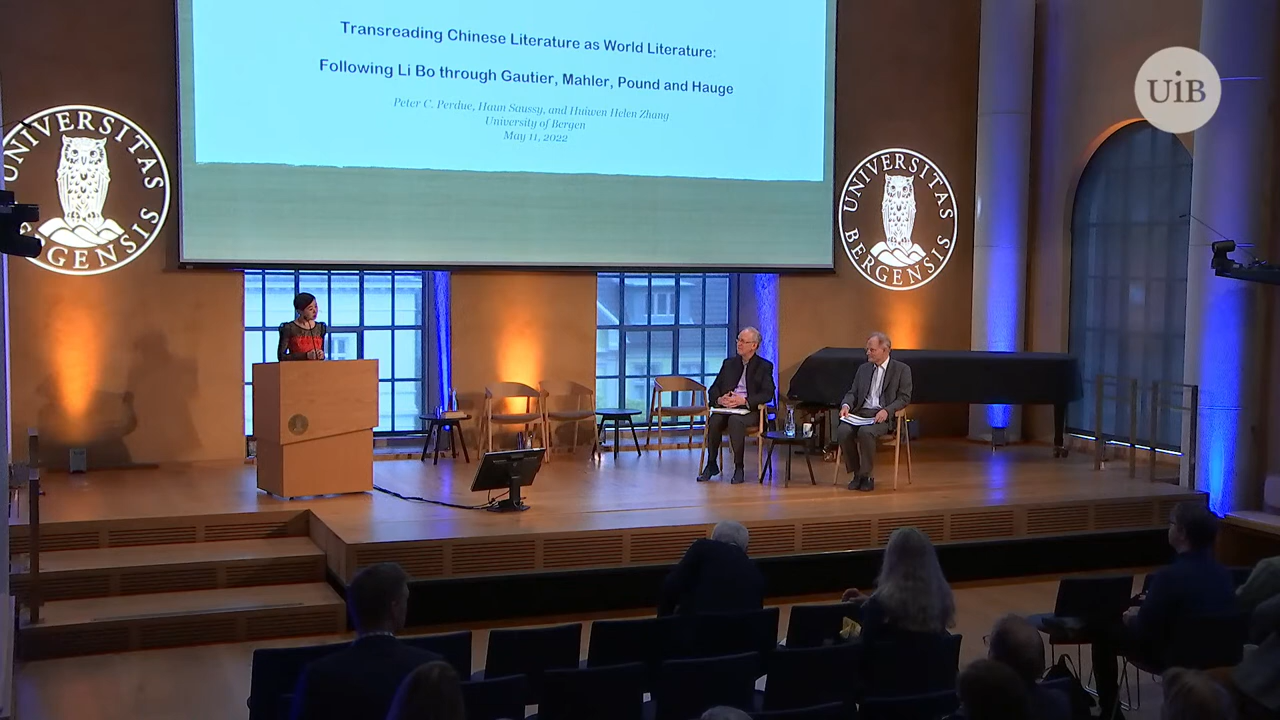 Transreading Chinese Literature as World Literature:
Following Li Bo through Gautier, Mahler, Pound and Hauge
Peter C. Perdue, Haun Saussy, and Huiwen Helen Zhang
University of Bergen
May 11, 2022
UiB
UNIVERSITAS
BERGENSIS
UNIVERSITAS
BERGENSIS